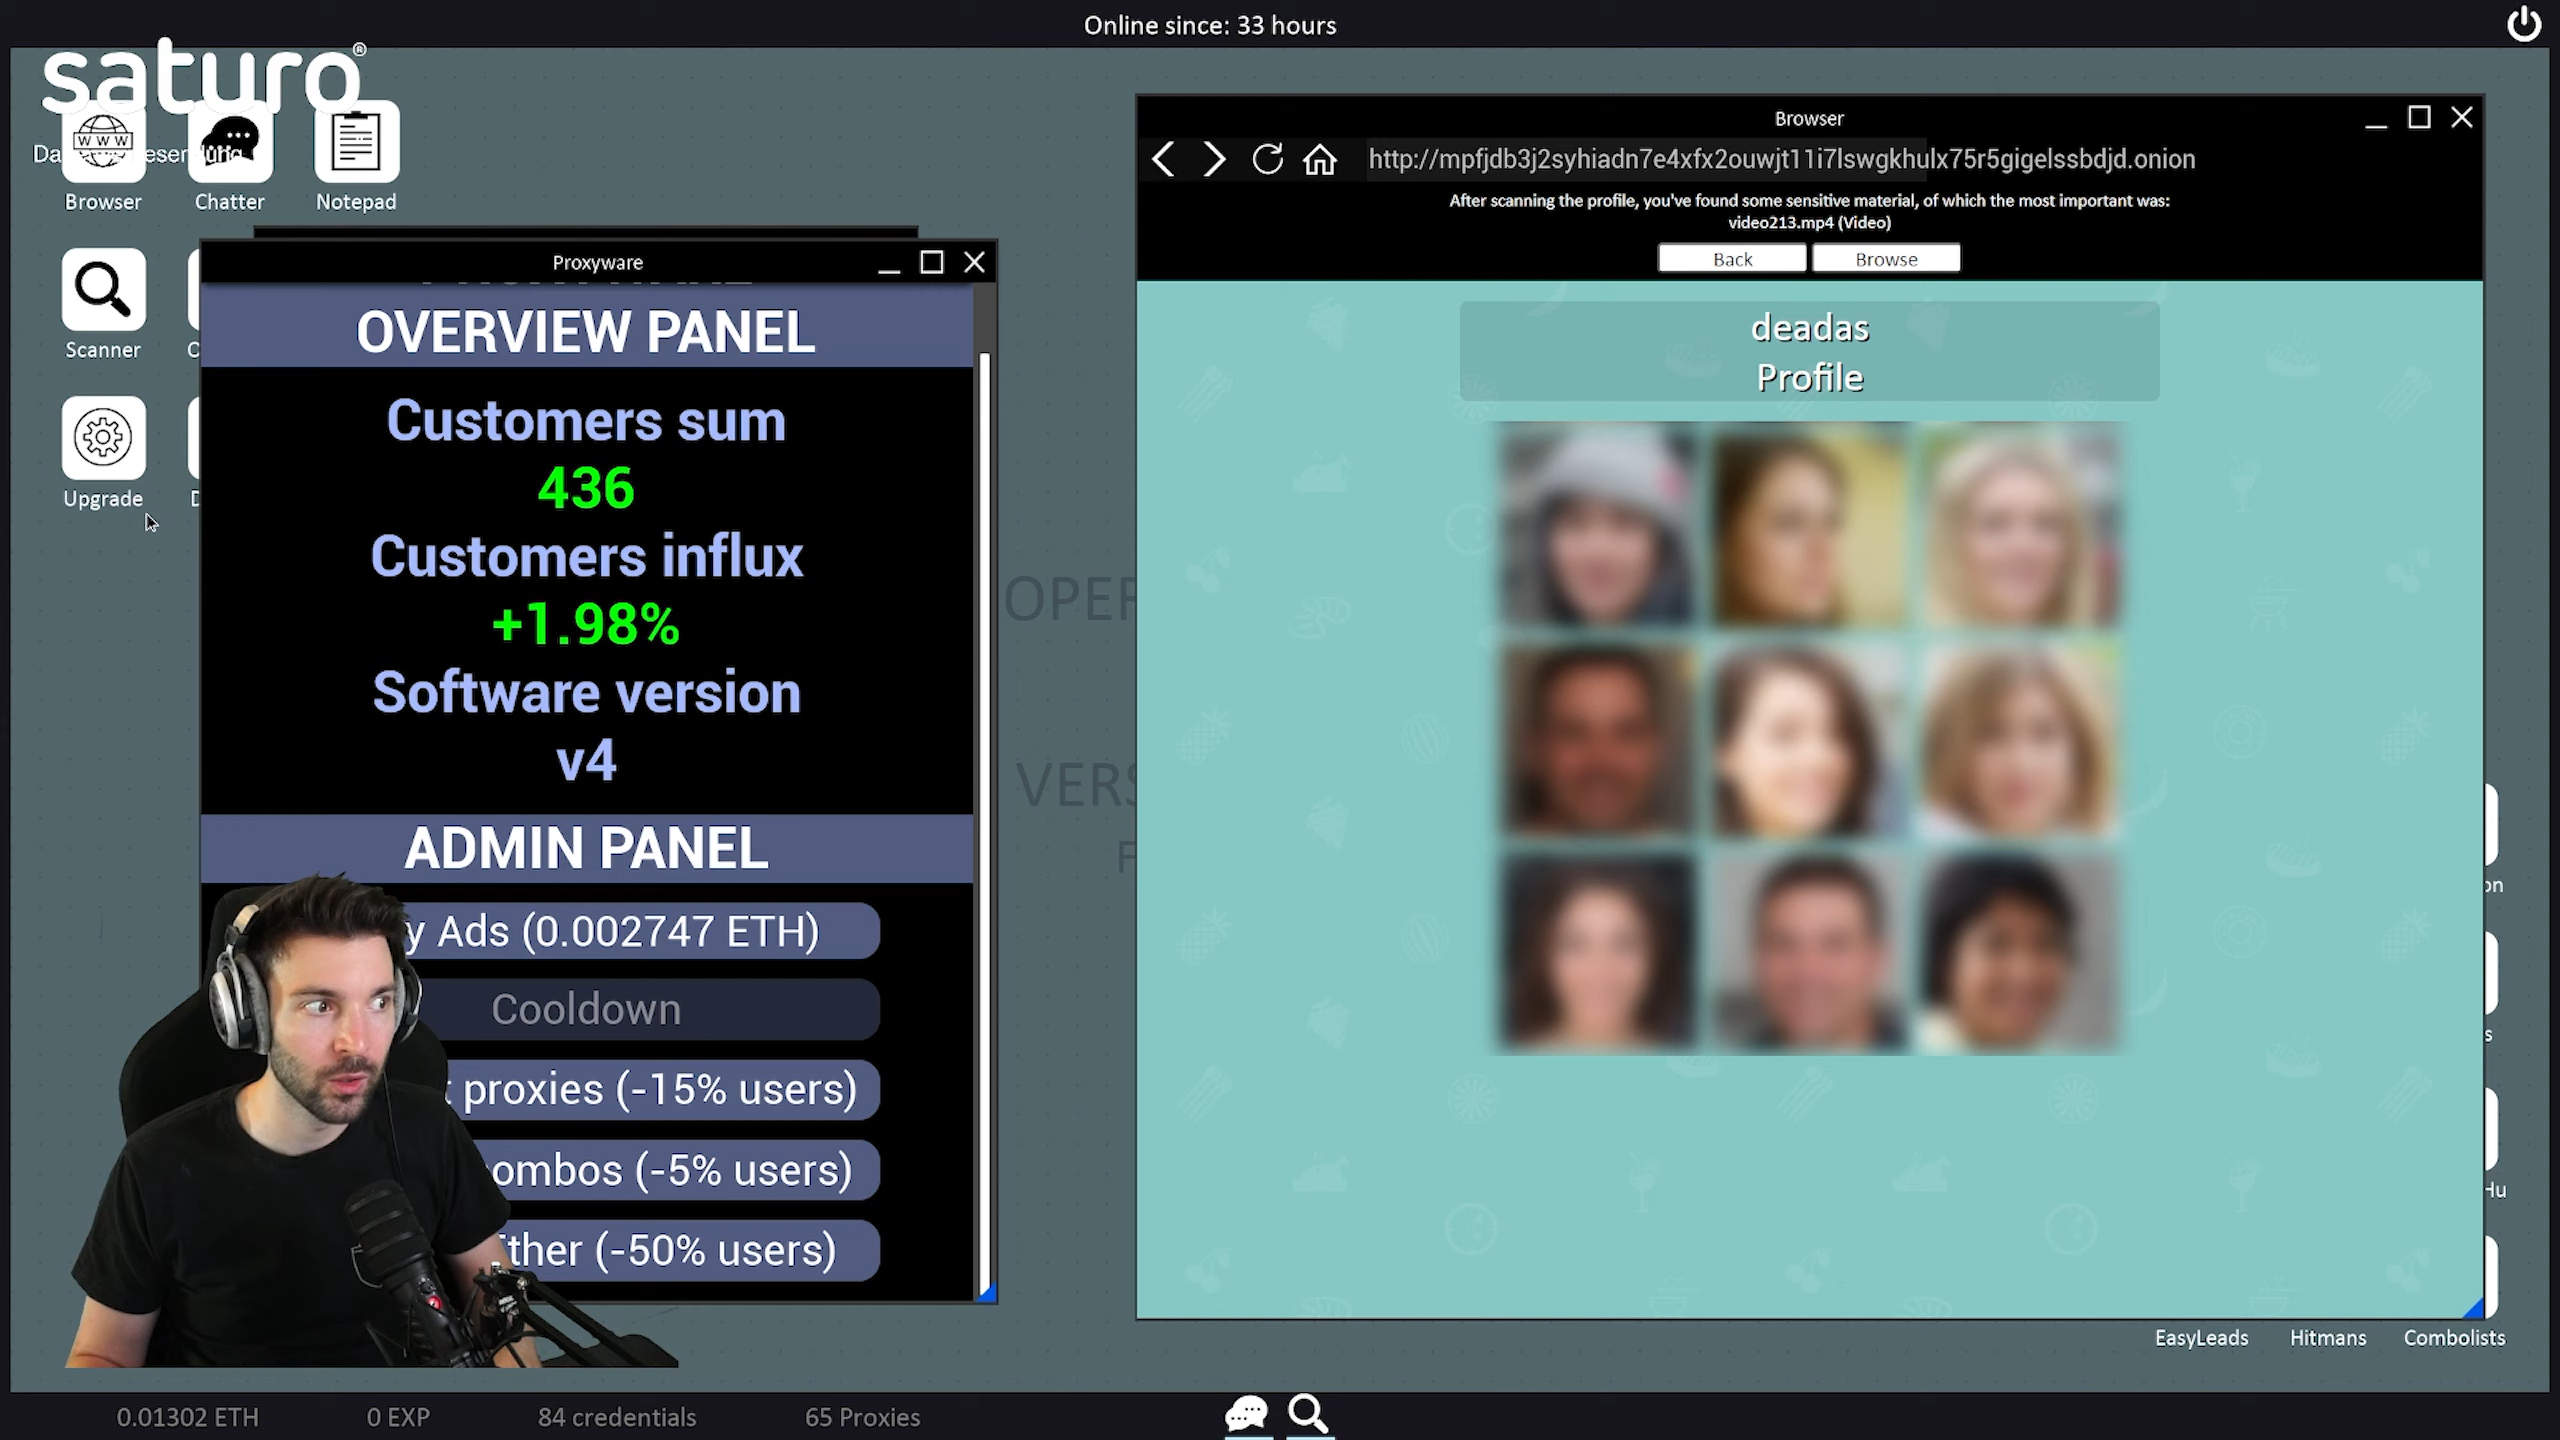 Online since: 33 hours
saturo®
Browser
Chatter
Notepad
Scanner
Upgrade
Proxyware
OVERVIEW PANEL
Customers sum
436
Customers influx
+1.98%
Software version
v4
ADMIN PANEL
y Ads (0.002747 ETH)
Cooldown
proxies (-15% users)
ombos (-5% users)
ther (-50% users)
OPER
VERS
Browser
http://mpfjdb3j2syhiadn7e4xfx2ouwjt11i7lswgkhulx75r5gigelssbdjd.onion
After scanning the profile, you've found some sensitive material, of which the most important was:
video213.mp4 (Video)
Back
Browse
deadas
Profile
on
s
Hu
EasyLeads
Hitmans
Combolists
0.01302 ETH
0 EXP
84 credentials
65 Proxies